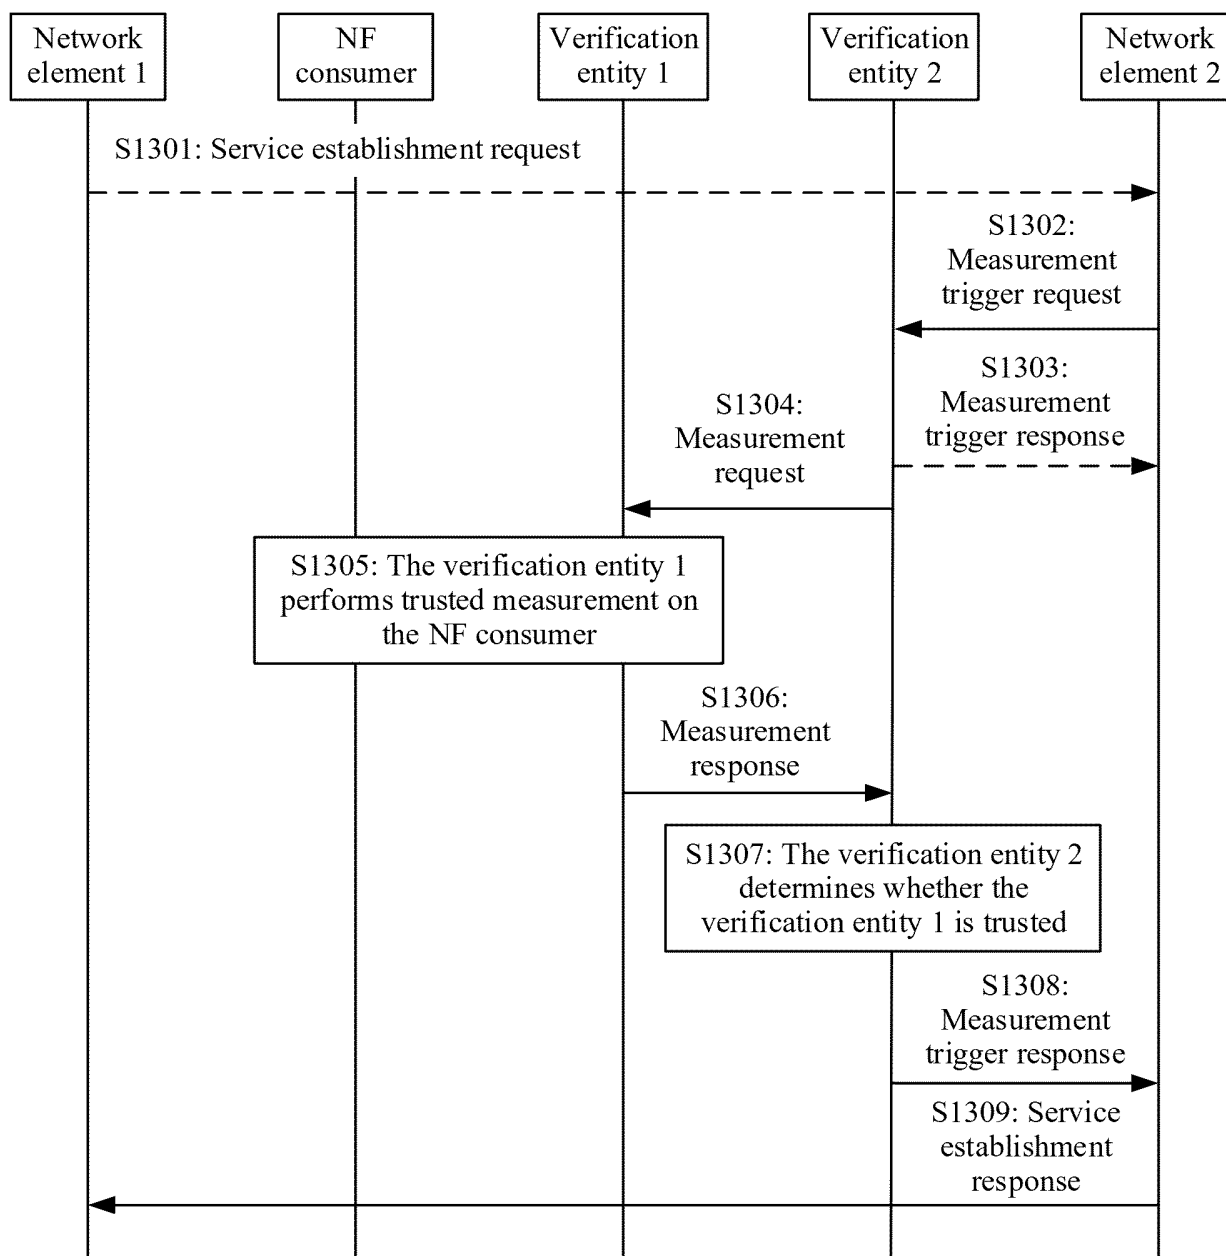 Network
element 1
NF
consumer
Verification
entity 1
Verification
entity 2
Network
element 2
S1301: Service establishment request
S1302:
Measurement
trigger request
S1303:
Measurement
trigger response
S1304:
Measurement
request
S1305: The verification entity 1
performs trusted measurement on
the NF consumer
S1306:
Measurement
response
S1307: The verification entity 2
determines whether the
verification entity 1 is trusted
S1308:
Measurement
trigger response
S1309: Service
establishment
response